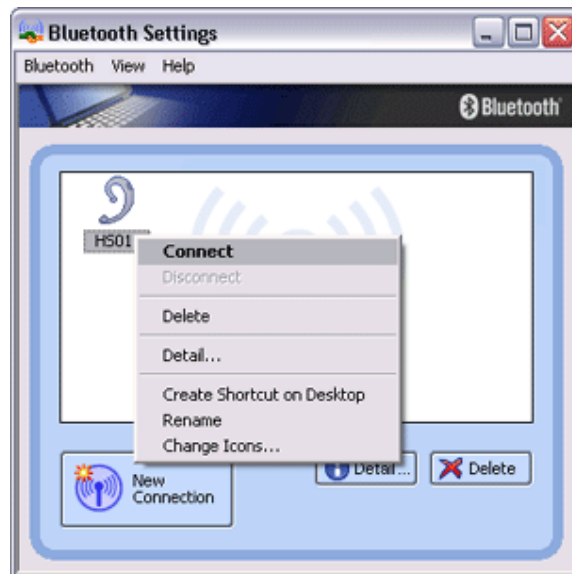 Bluetooth Settings
Bluetooth View Help
Bluetooth
HS01
Connect
Disconnect
Delete
Detail...
Create Shortcut on Desktop
Rename
Change Icons...
New
Connection
Detail...
Delete